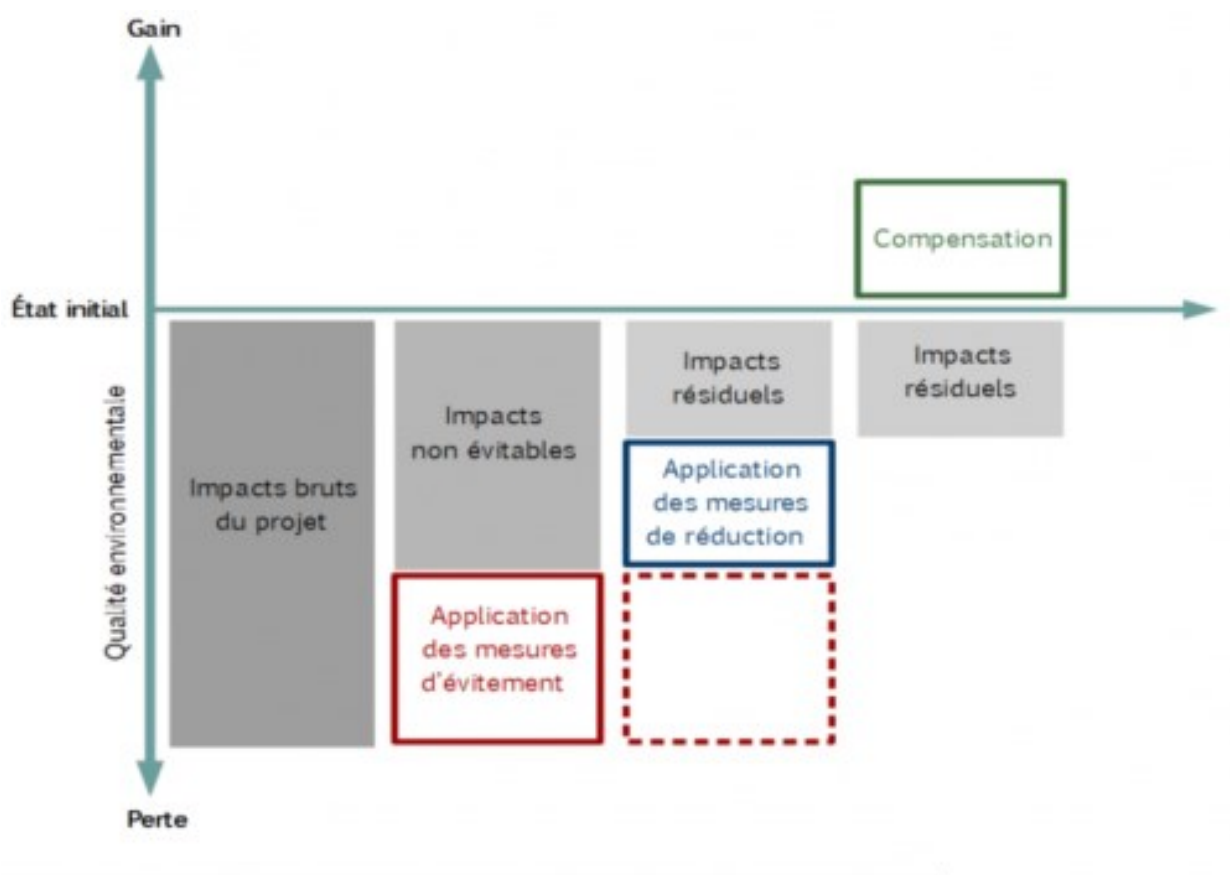 Gain
Compensation
État initial
Impacts bruts
du projet
Impacts
non évitables
Impacts
résiduels
Impacts
résiduels
Application
des mesures
de réduction
Application
des mesures
d'évitement
Qualité environnementale
Perte